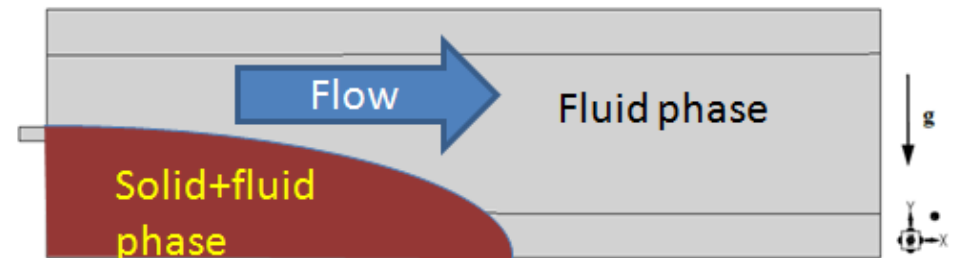 Flow
Fluid phase
g
Solid+fluid
phase
Y
X